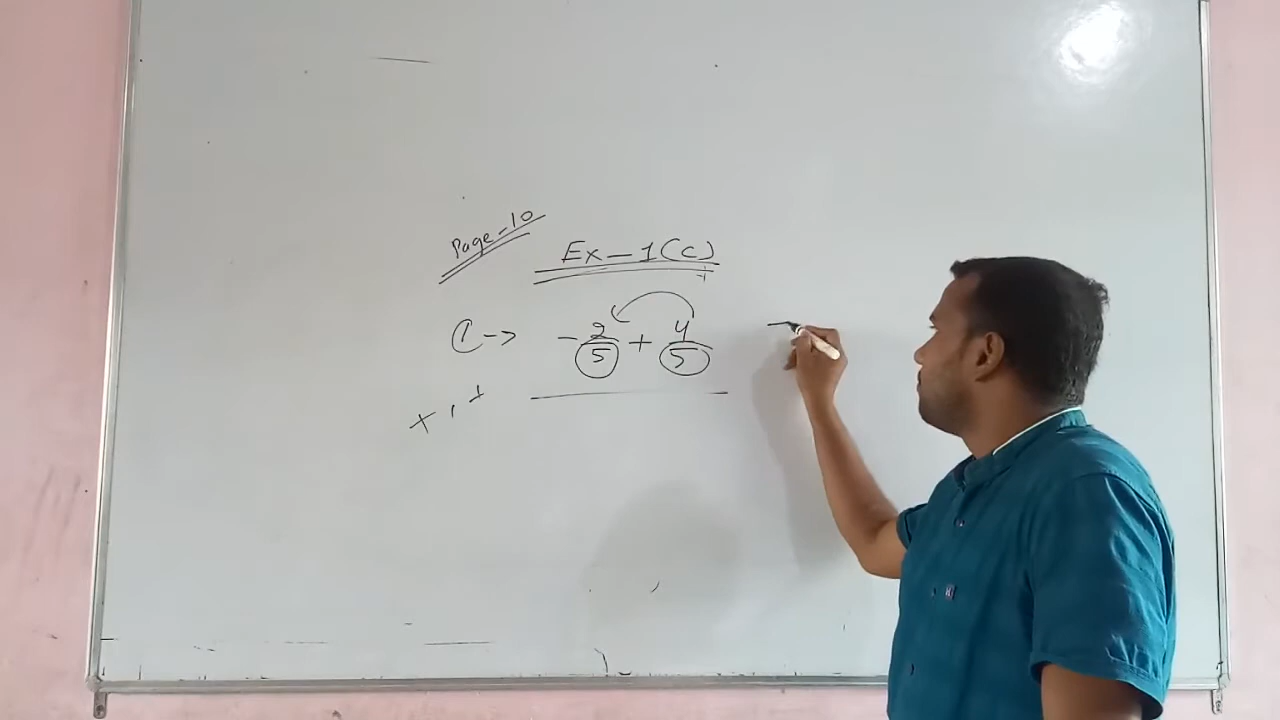 Page-10
Ex-1(c)
① → -2/5 + 4/5
+, +